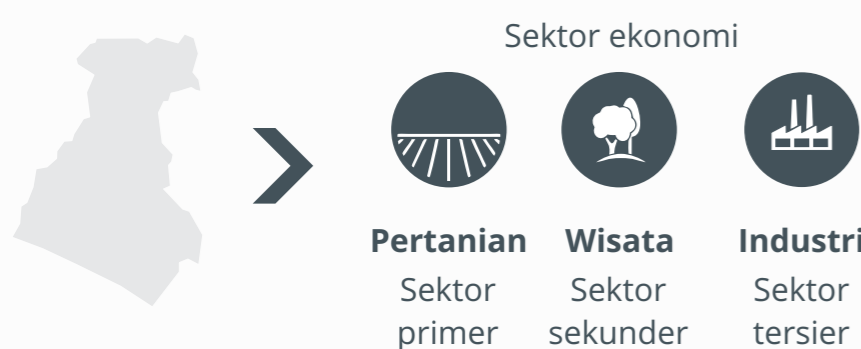 Sektor ekonomi
Pertanian Wisata Industri
Sektor Sektor Sektor
primer sekunder tersier